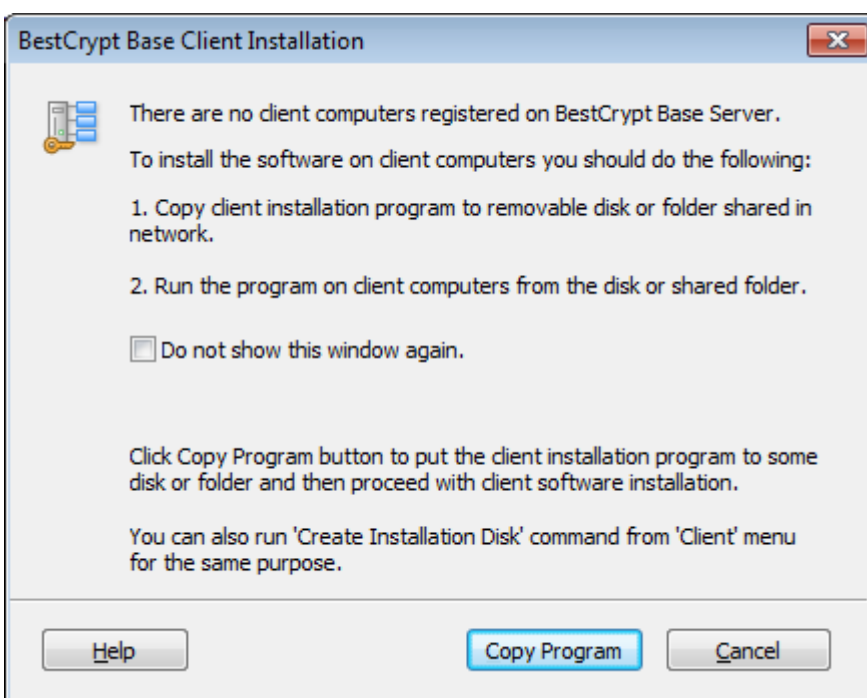 BestCrypt Base Client Installation
There are no client computers registered on BestCrypt Base Server.
To install the software on client computers you should do the following:
1. Copy client installation program to removable disk or folder shared in
network.
2. Run the program on client computers from the disk or shared folder.
Do not show this window again.
Click Copy Program button to put the client installation program to some
disk or folder and then proceed with client software installation.
You can also run 'Create Installation Disk' command from 'Client' menu
for the same purpose.
Help Copy Program Cancel